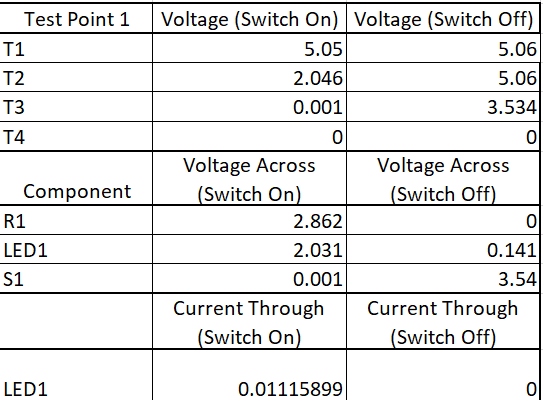 Test Point 1 Voltage (Switch On) Voltage (Switch Off)
T1 5.05 5.06
T2 2.046 5.06
T3 0.001 3.534
T4 0 0
Component Voltage Across (Switch On) Voltage Across (Switch Off)
R1 2.862 0
LED1 2.031 0.141
S1 0.001 3.54
Current Through (Switch On) Current Through (Switch Off)
LED1 0.01115899 0